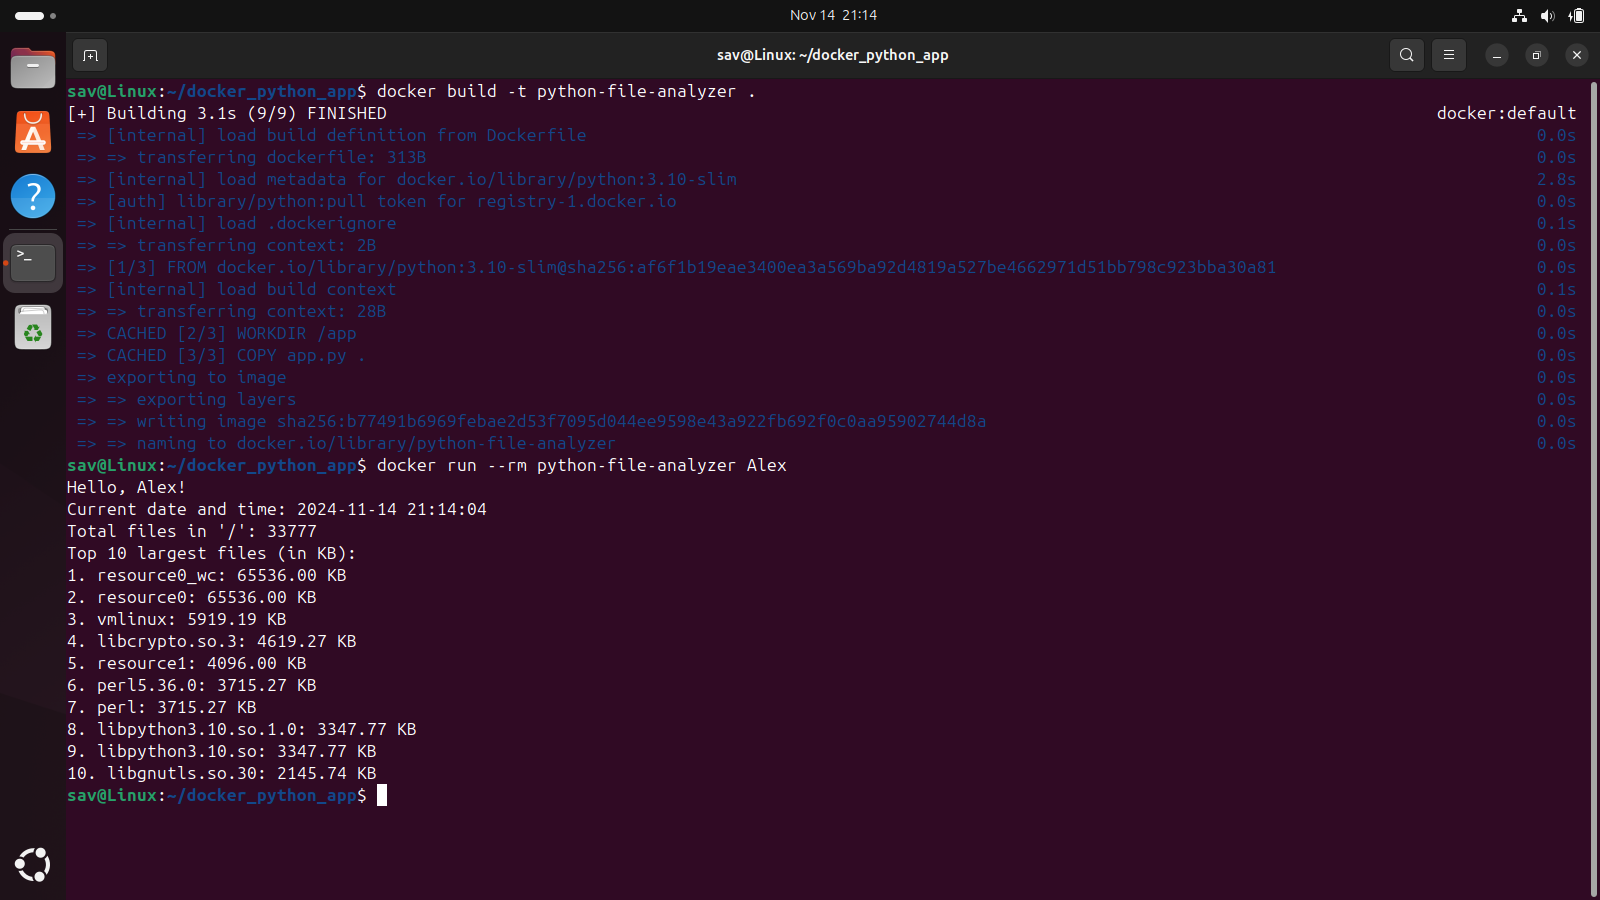 Nov 14 21:14
sav@Linux: ~/docker_python_app
sav@Linux:~/docker_python_app$ docker build -t python-file-analyzer .
[+] Building 3.1s (9/9) FINISHED docker:default
=> [internal] load build definition from Dockerfile 0.0s
=> => transferring dockerfile: 313B 0.0s
=> [internal] load metadata for docker.io/library/python:3.10-slim 2.8s
=> [auth] library/python:pull token for registry-1.docker.io 0.0s
=> [internal] load .dockerignore 0.1s
=> => transferring context: 2B 0.0s
=> [1/3] FROM docker.io/library/python:3.10-slim@sha256:af6f1b19eae3400ea3a569ba92d4819a527be4662971d51bb798c923bba30a81 0.0s
=> [internal] load build context 0.1s
=> => transferring context: 28B 0.0s
=> CACHED [2/3] WORKDIR /app 0.0s
=> CACHED [3/3] COPY app.py . 0.0s
=> exporting to image 0.0s
=> => exporting layers 0.0s
=> => writing image sha256:b77491b6969febae2d53f7095d044ee9598e43a922fb692f0c0aa95902744d8a 0.0s
=> => naming to docker.io/library/python-file-analyzer 0.0s
sav@Linux:~/docker_python_app$ docker run --rm python-file-analyzer Alex
Hello, Alex!
Current date and time: 2024-11-14 21:14:04
Total files in '/': 33777
Top 10 largest files (in KB):
1. resource0_wc: 65536.00 KB
2. resource0: 65536.00 KB
3. vmlinux: 5919.19 KB
4. libcrypto.so.3: 4619.27 KB
5. resource1: 4096.00 KB
6. perl5.36.0: 3715.27 KB
7. perl: 3715.27 KB
8. libpython3.10.so.1.0: 3347.77 KB
9. libpython3.10.so: 3347.77 KB
10. libgnutls.so.30: 2145.74 KB
sav@Linux:~/docker_python_app$